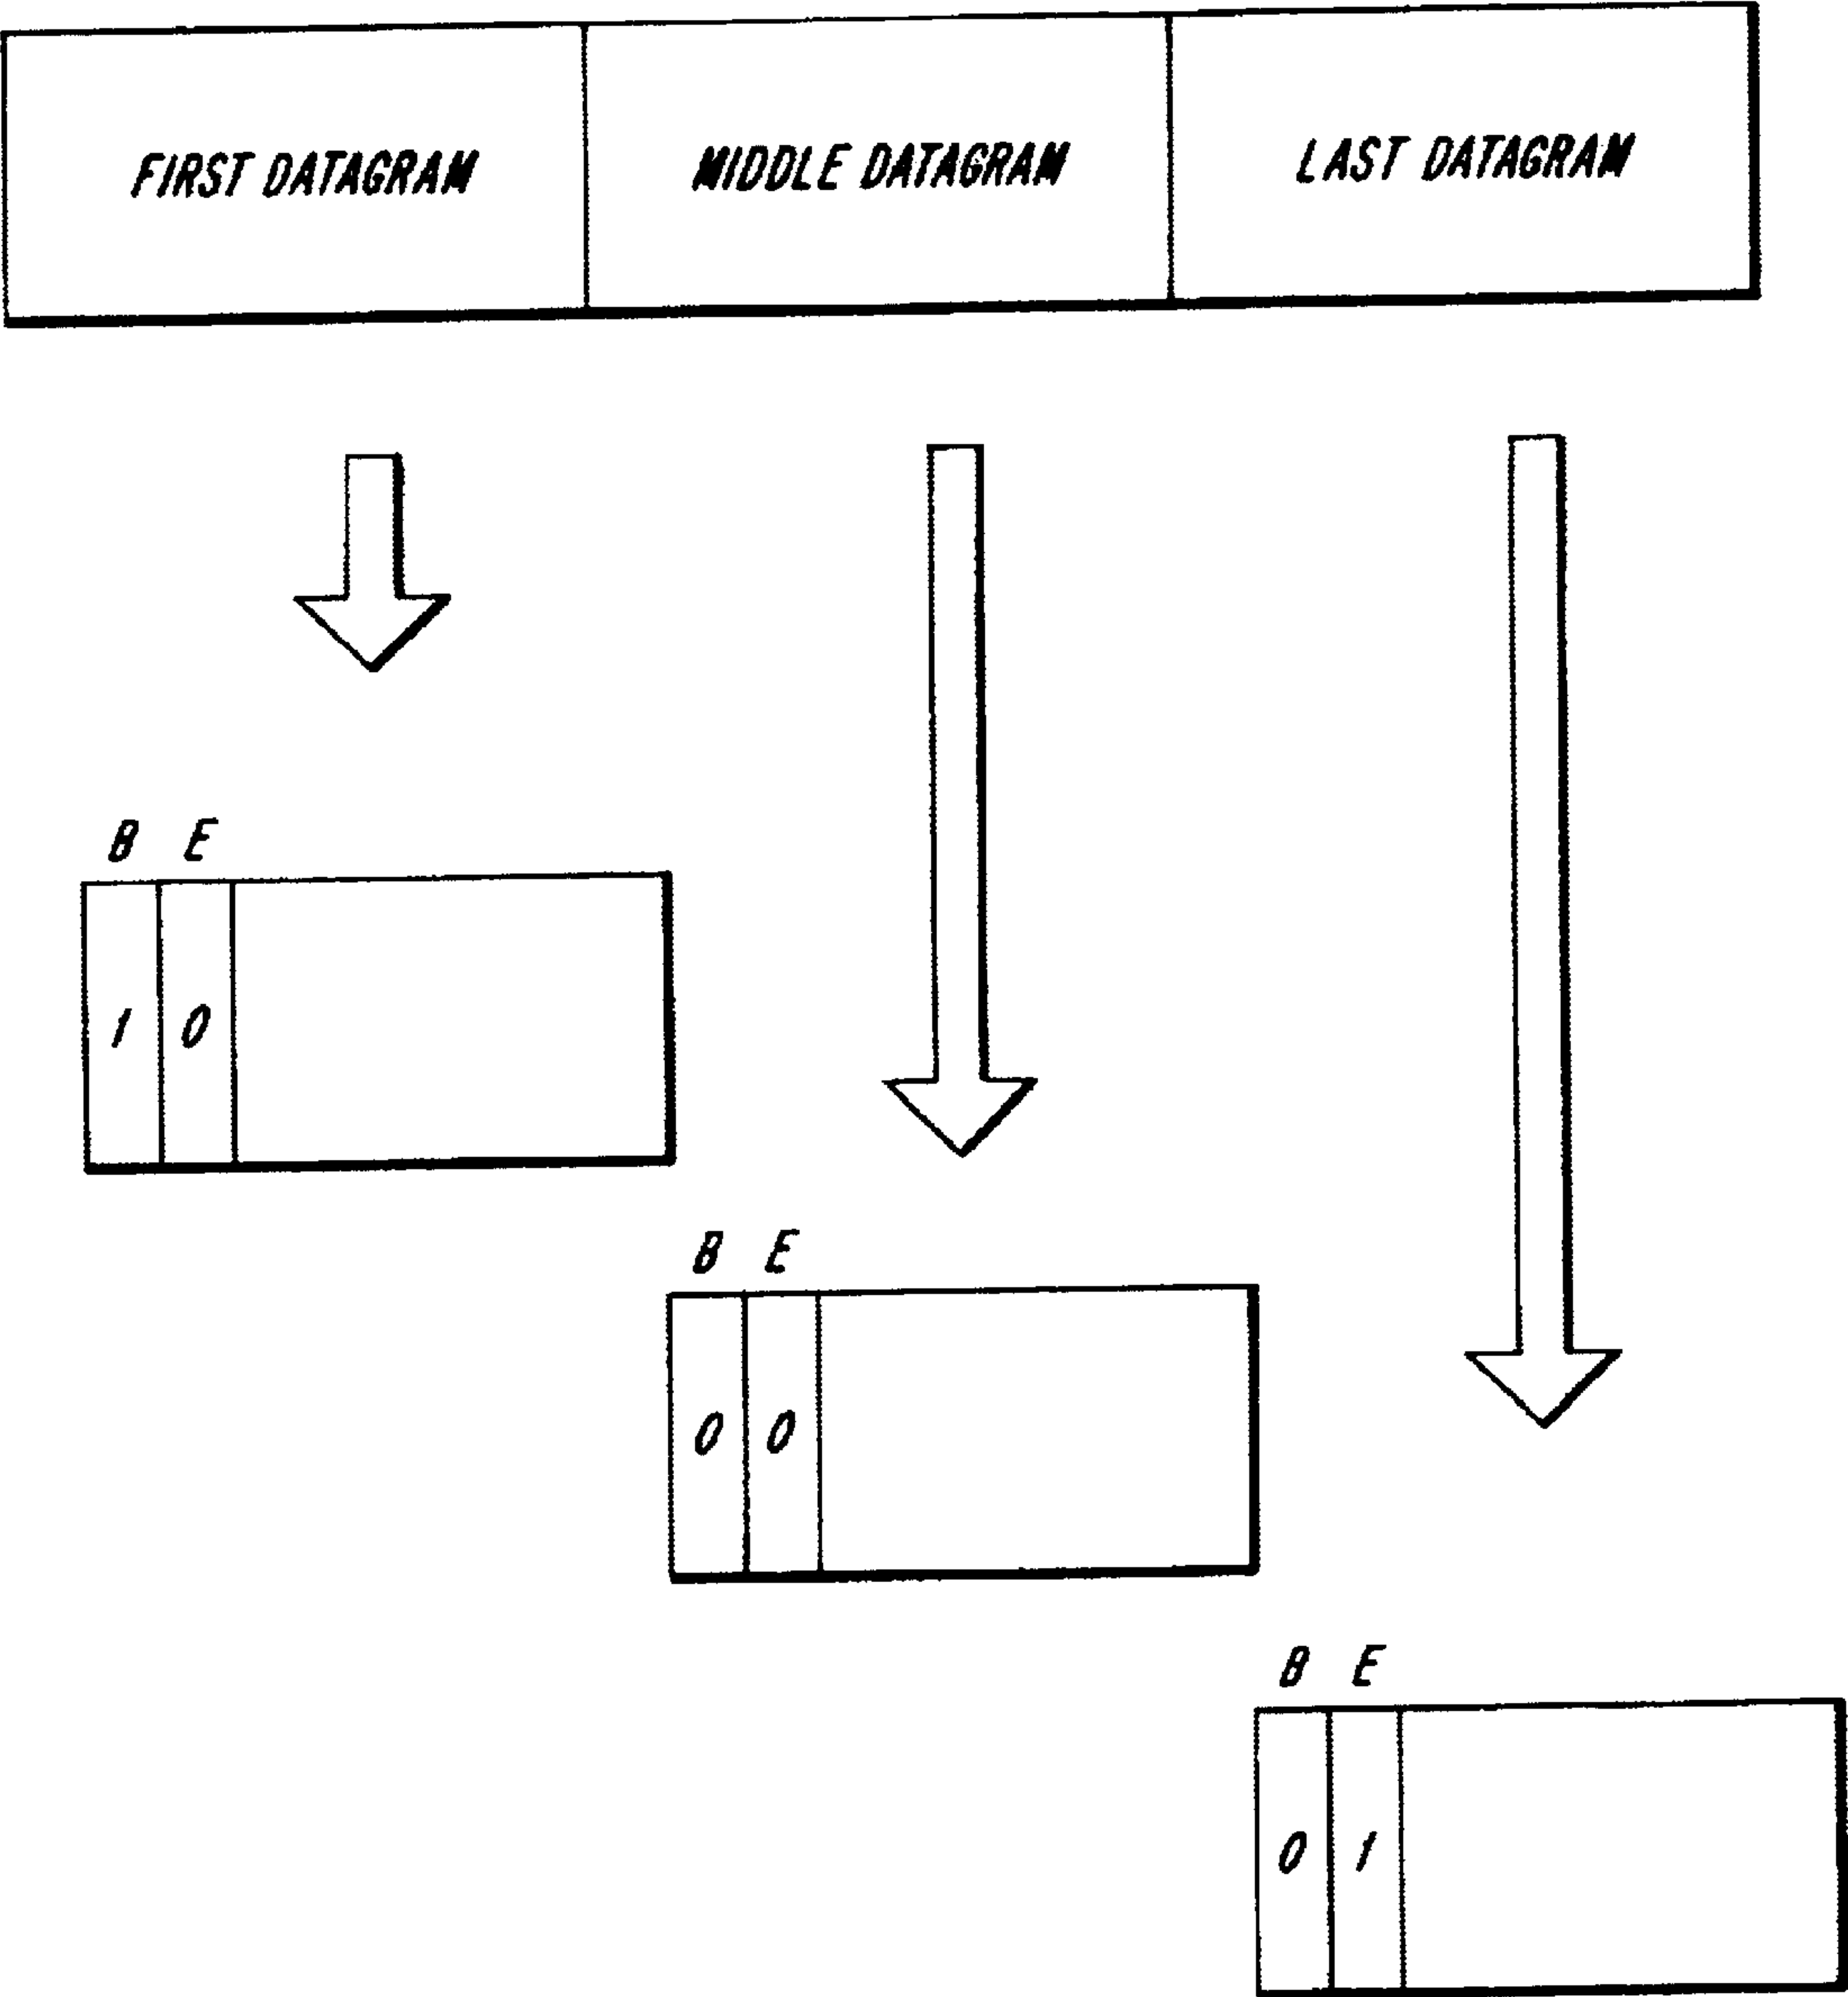 FIRST DATAGRAM
MIDDLE DATAGRAM
LAST DATAGRAM
B E
1 0
B E
0 0
B E
0 1